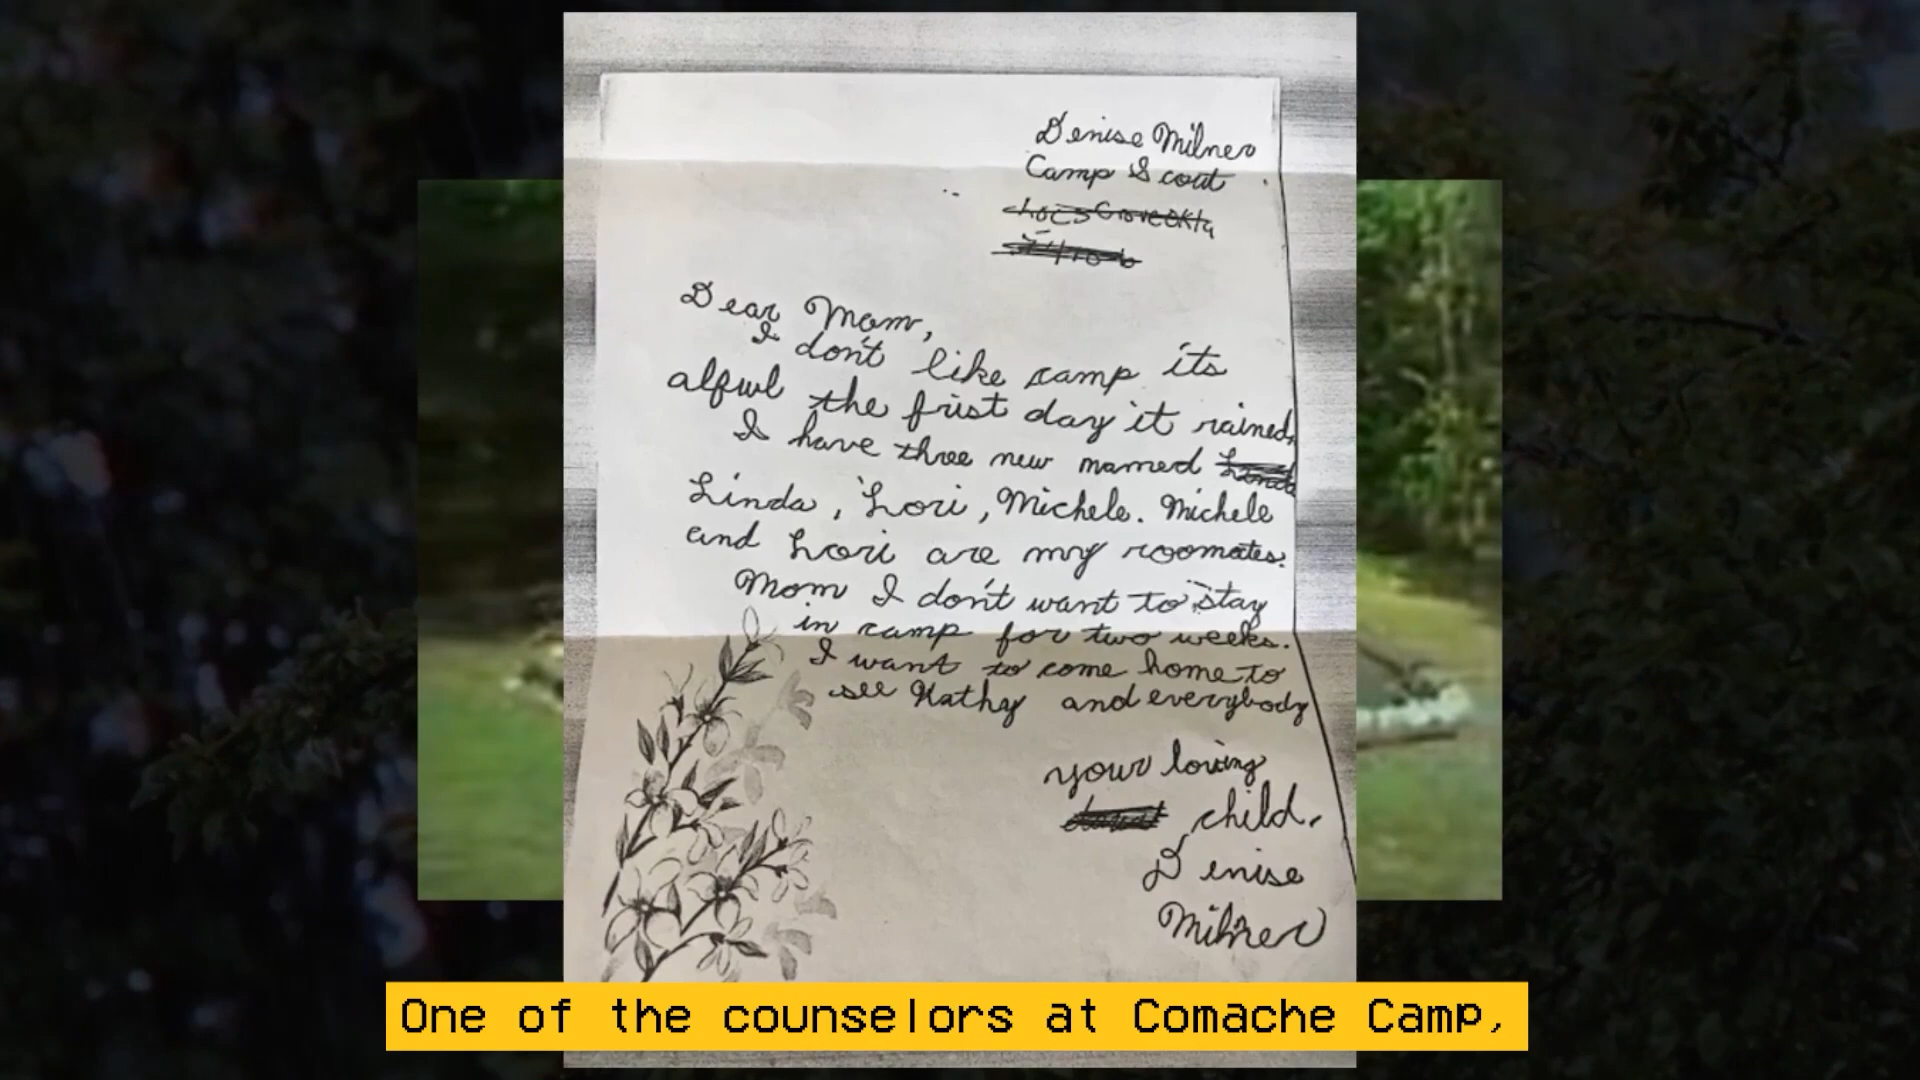 Denise Milner
Camp Scout
Dear Mom,
I don't like camp its
alfwl the frist day it rained.
I have three new named
Linda, Lori, Michele. Michele
and Lori are my roomates.
Mom I don't want to stay
in camp for two weeks.
I want to come home to
see Kathy and everybody
your loving
child.
Denise
Milner
One of the counselors at Comache Camp,